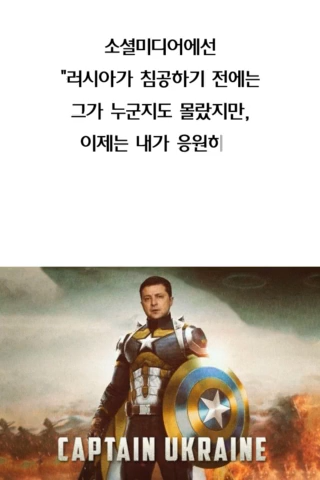 소셜미디어에선
"러시아가 침공하기 전에는
그가 누군지도 몰랐지만,
이제는 내가 응원히
CAPTAIN UKRAINE